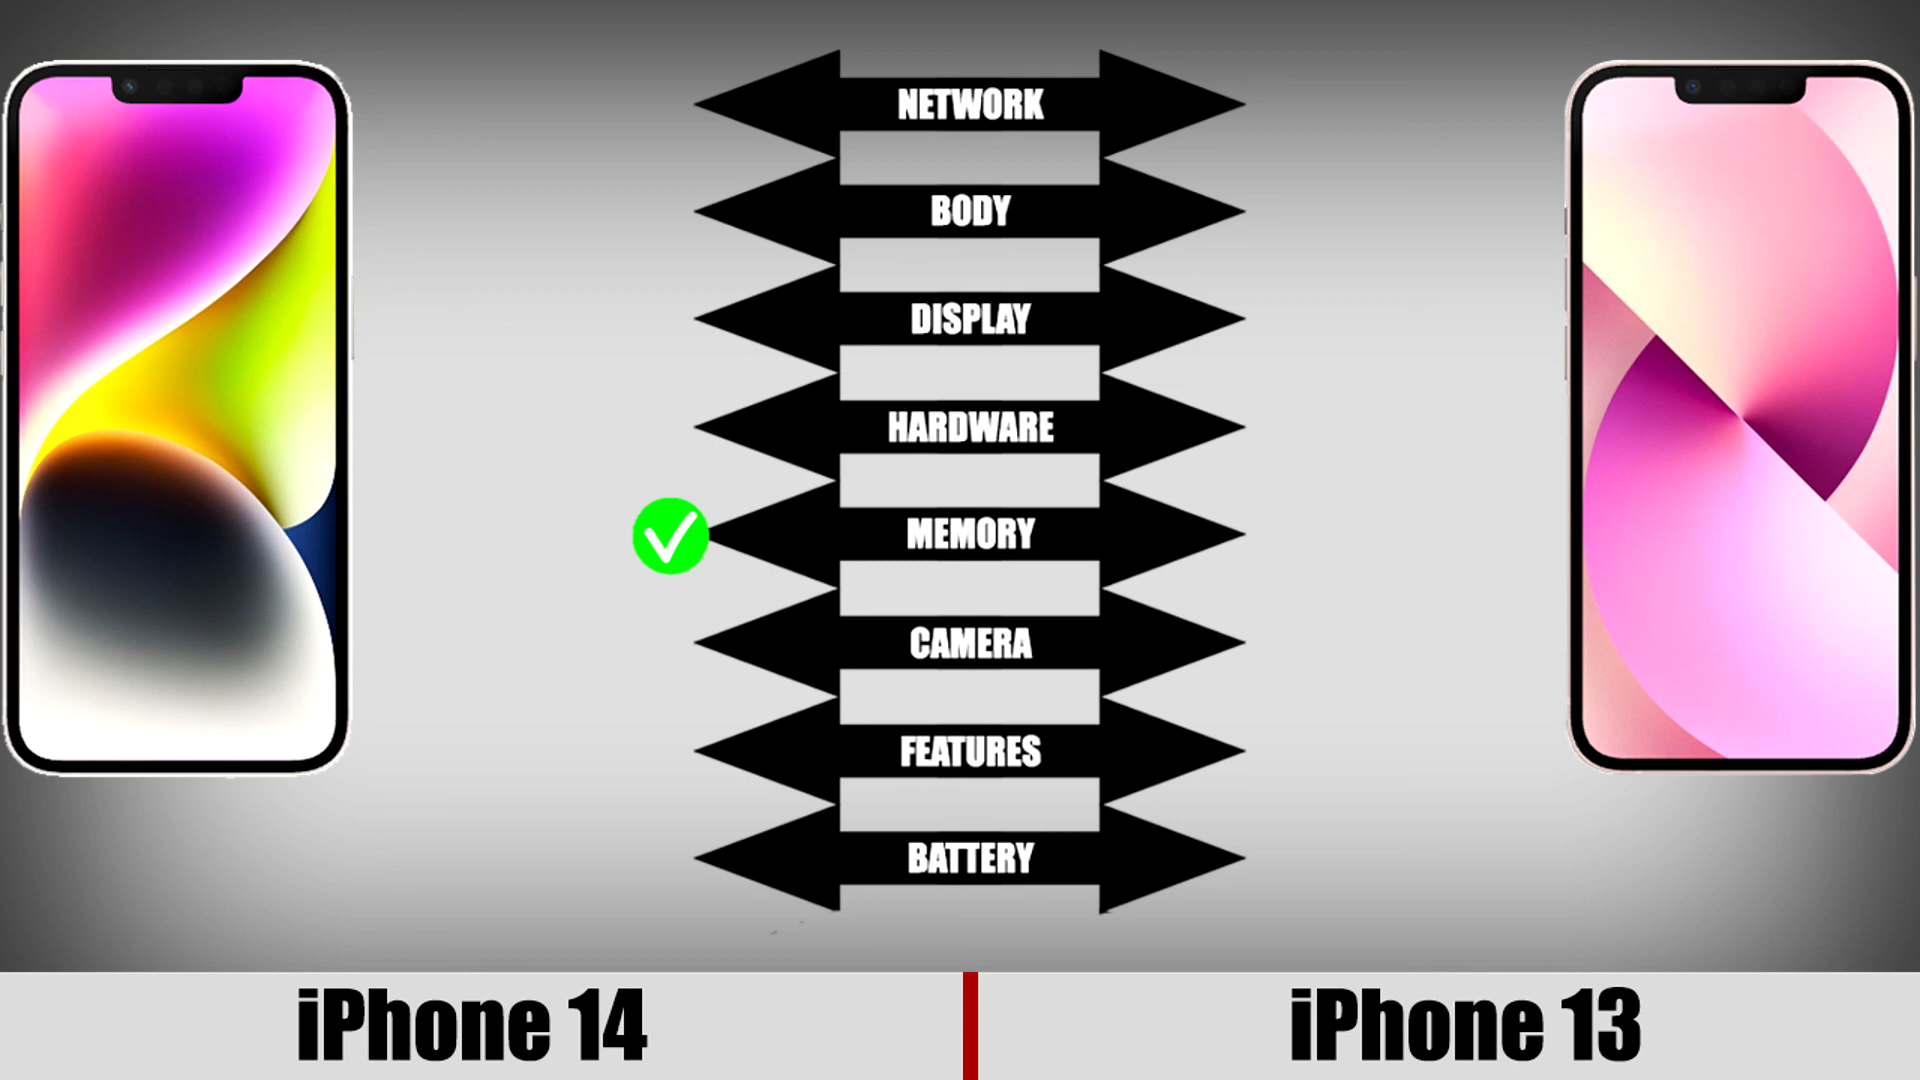 NETWORK
BODY
DISPLAY
HARDWARE
MEMORY
CAMERA
FEATURES
BATTERY
iPhone 14
iPhone 13